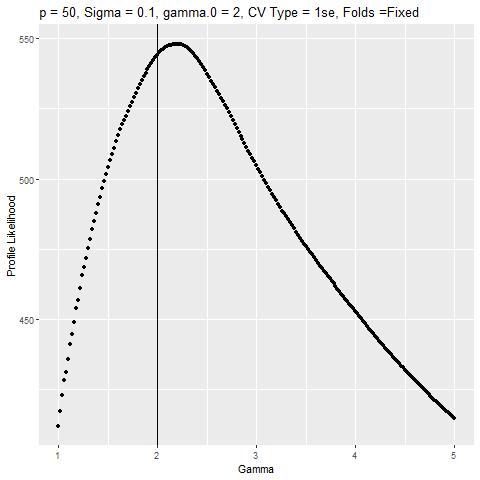 p = 50, Sigma = 0.1, gamma.0 = 2, CV Type = 1se, Folds =Fixed
550
500
450
Profile Likelihood
1 2 3 4 5
Gamma